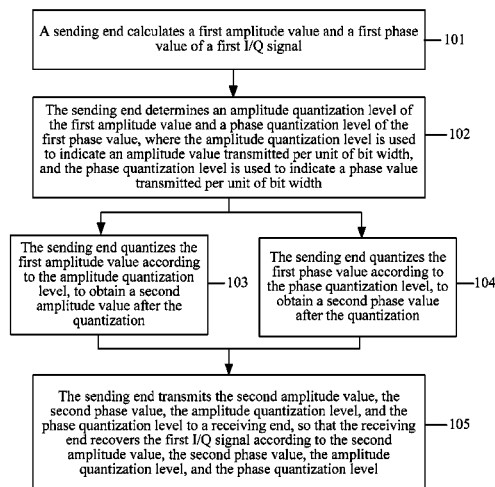 A sending end calculates a first amplitude value and a first phase
value of a first I/Q signal
101
The sending end determines an amplitude quantization level of
the first amplitude value and a phase quantization level of the
first phase value, where the amplitude quantization level is used
to indicate an amplitude value transmitted per unit of bit width,
and the phase quantization level is used to indicate a phase value
transmitted per unit of bit width
102
The sending end quantizes the
first amplitude value according
to the amplitude quantization
level, to obtain a second
amplitude value after the
quantization
103
The sending end quantizes the
first phase value according to
the phase quantization level, to
obtain a second phase value
after the quantization
104
The sending end transmits the second amplitude value, the
second phase value, the amplitude quantization level, and the
phase quantization level to a receiving end, so that the receiving
end recovers the first I/Q signal according to the second
amplitude value, the second phase value, the amplitude
quantization level, and the phase quantization level
105